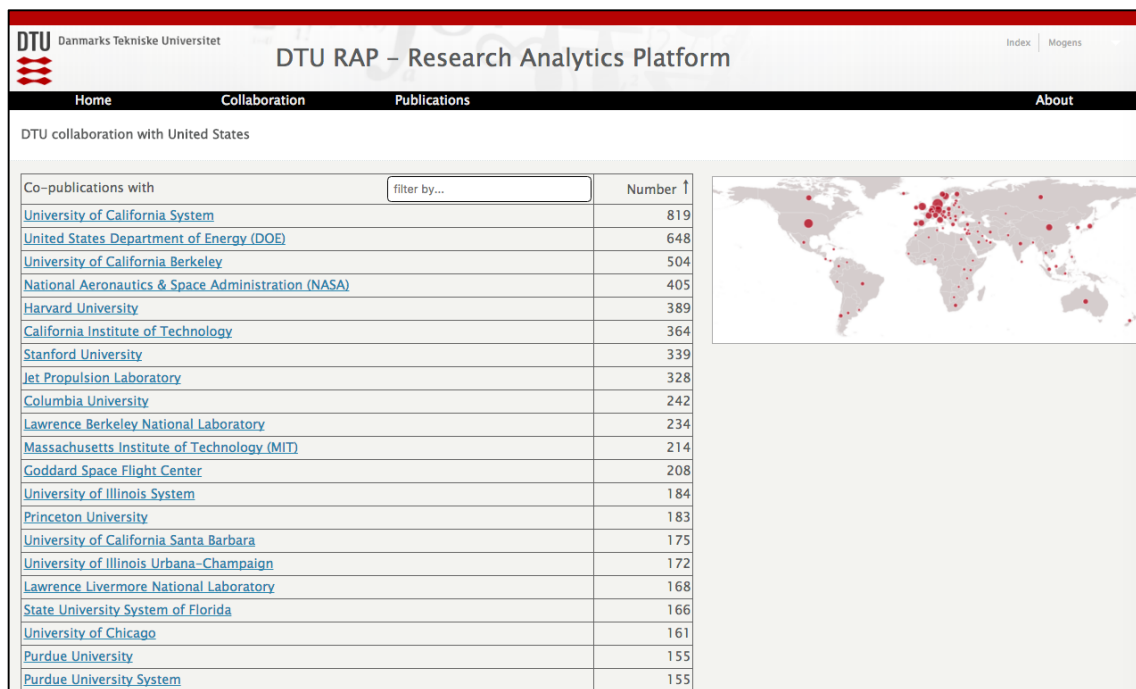 DTU Danmarks Tekniske Universitet
DTU RAP – Research Analytics Platform
Index Mogens
Home Collaboration Publications About
DTU collaboration with United States
Co-publications with filter by... Number ↑
University of California System 819
United States Department of Energy (DOE) 648
University of California Berkeley 504
National Aeronautics & Space Administration (NASA) 405
Harvard University 389
California Institute of Technology 364
Stanford University 339
Jet Propulsion Laboratory 328
Columbia University 242
Lawrence Berkeley National Laboratory 234
Massachusetts Institute of Technology (MIT) 214
Goddard Space Flight Center 208
University of Illinois System 184
Princeton University 183
University of California Santa Barbara 175
University of Illinois Urbana-Champaign 172
Lawrence Livermore National Laboratory 168
State University System of Florida 166
University of Chicago 161
Purdue University 155
Purdue University System 155